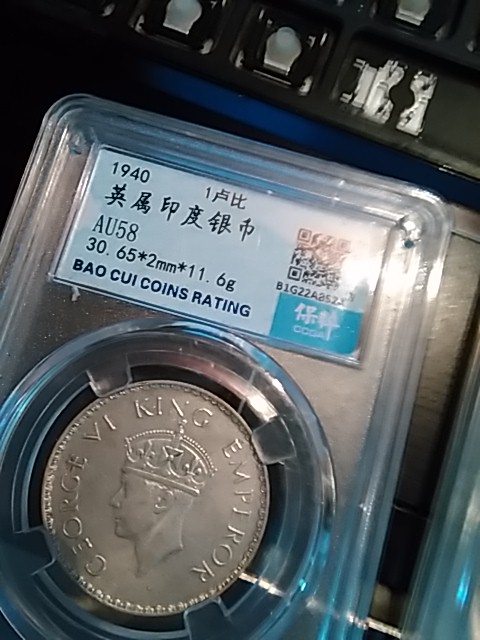 1940 1卢比
英属印度银币
AU58
30.65*2mm*11.6g
BAO CUI COINS RATING
保粹
GEORGE VI KING EMPEROR